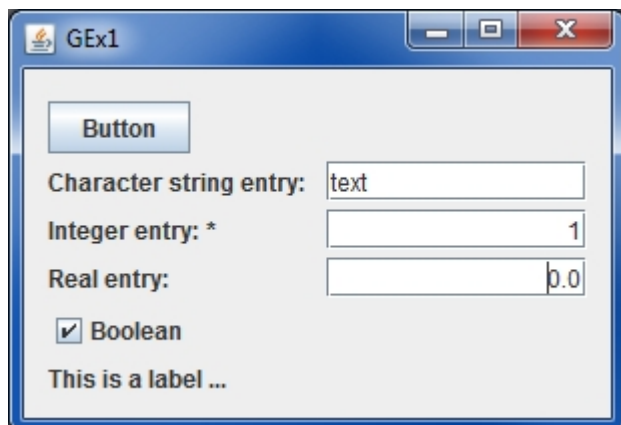 GEx1
Button
Character string entry: text
Integer entry: * 1
Real entry: 0.0
Boolean
This is a label ...